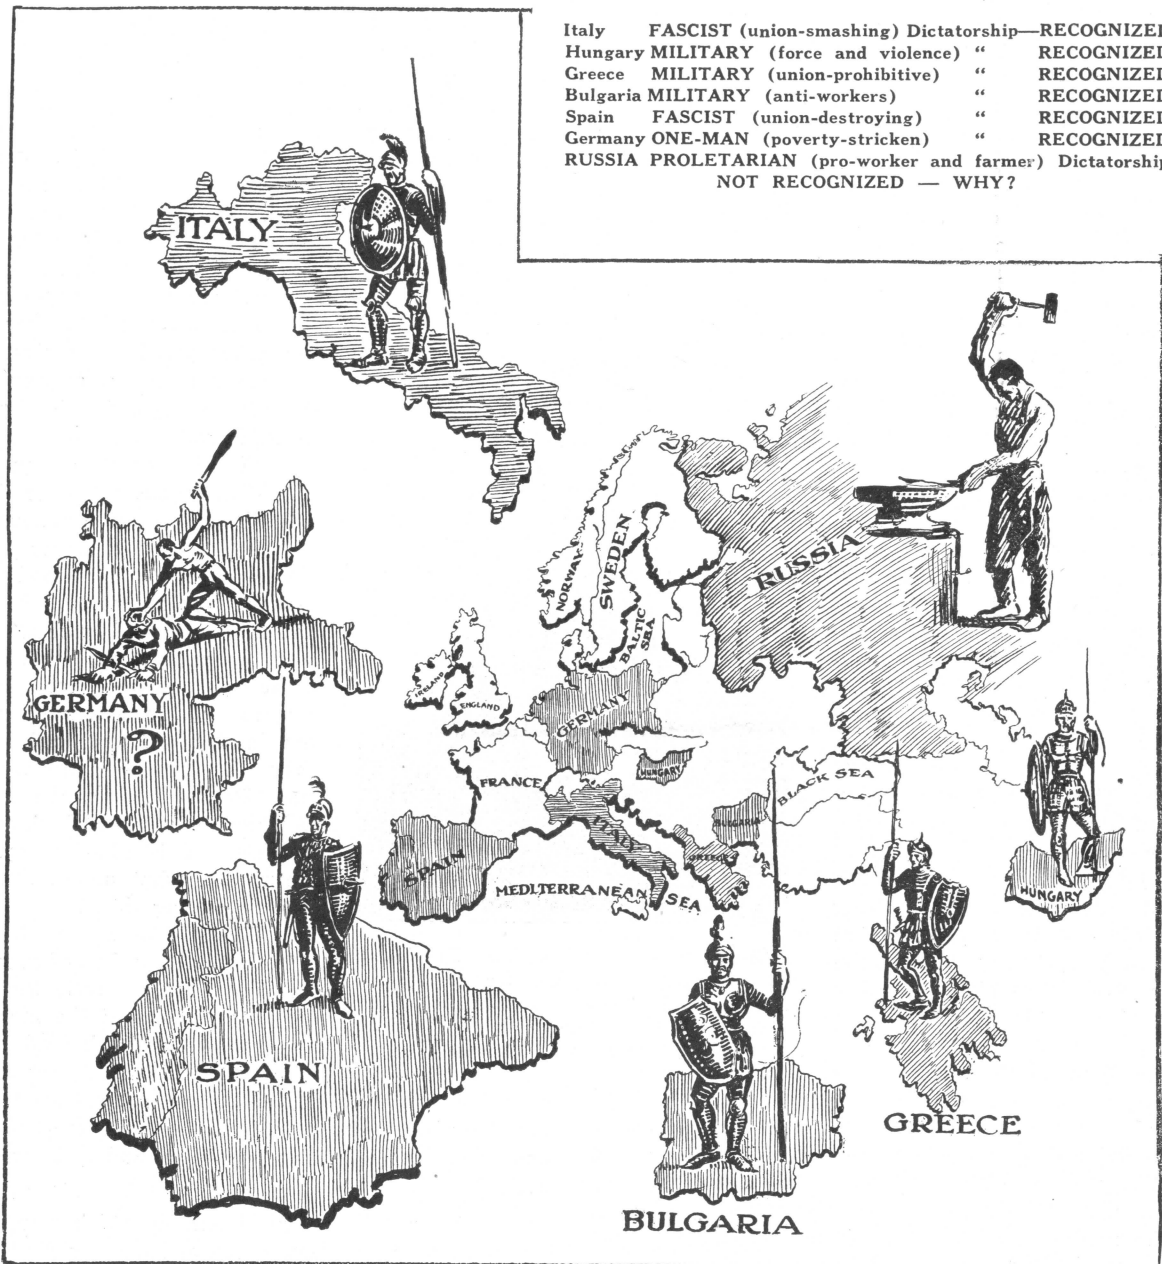 Italy FASCIST (union-smashing) Dictatorship—RECOGNIZED
Hungary MILITARY (force and violence) “ RECOGNIZED
Greece MILITARY (union-prohibitive) “ RECOGNIZED
Bulgaria MILITARY (anti-workers) “ RECOGNIZED
Spain FASCIST (union-destroying) “ RECOGNIZED
Germany ONE-MAN (poverty-stricken) “ RECOGNIZED
RUSSIA PROLETARIAN (pro-worker and farmer) Dictatorship
NOT RECOGNIZED — WHY?
ITALY
RUSSIA
NORWAY
SWEDEN
BALTIC
SEA
IRELAND
ENGLAND
GERMANY
?
GERMANY
HUNGARY
FRANCE
BLACK SEA
ITALY
BULGARIA
SPAIN
GREECE
MEDITERRANEAN
SEA
HUNGARY
SPAIN
GREECE
BULGARIA